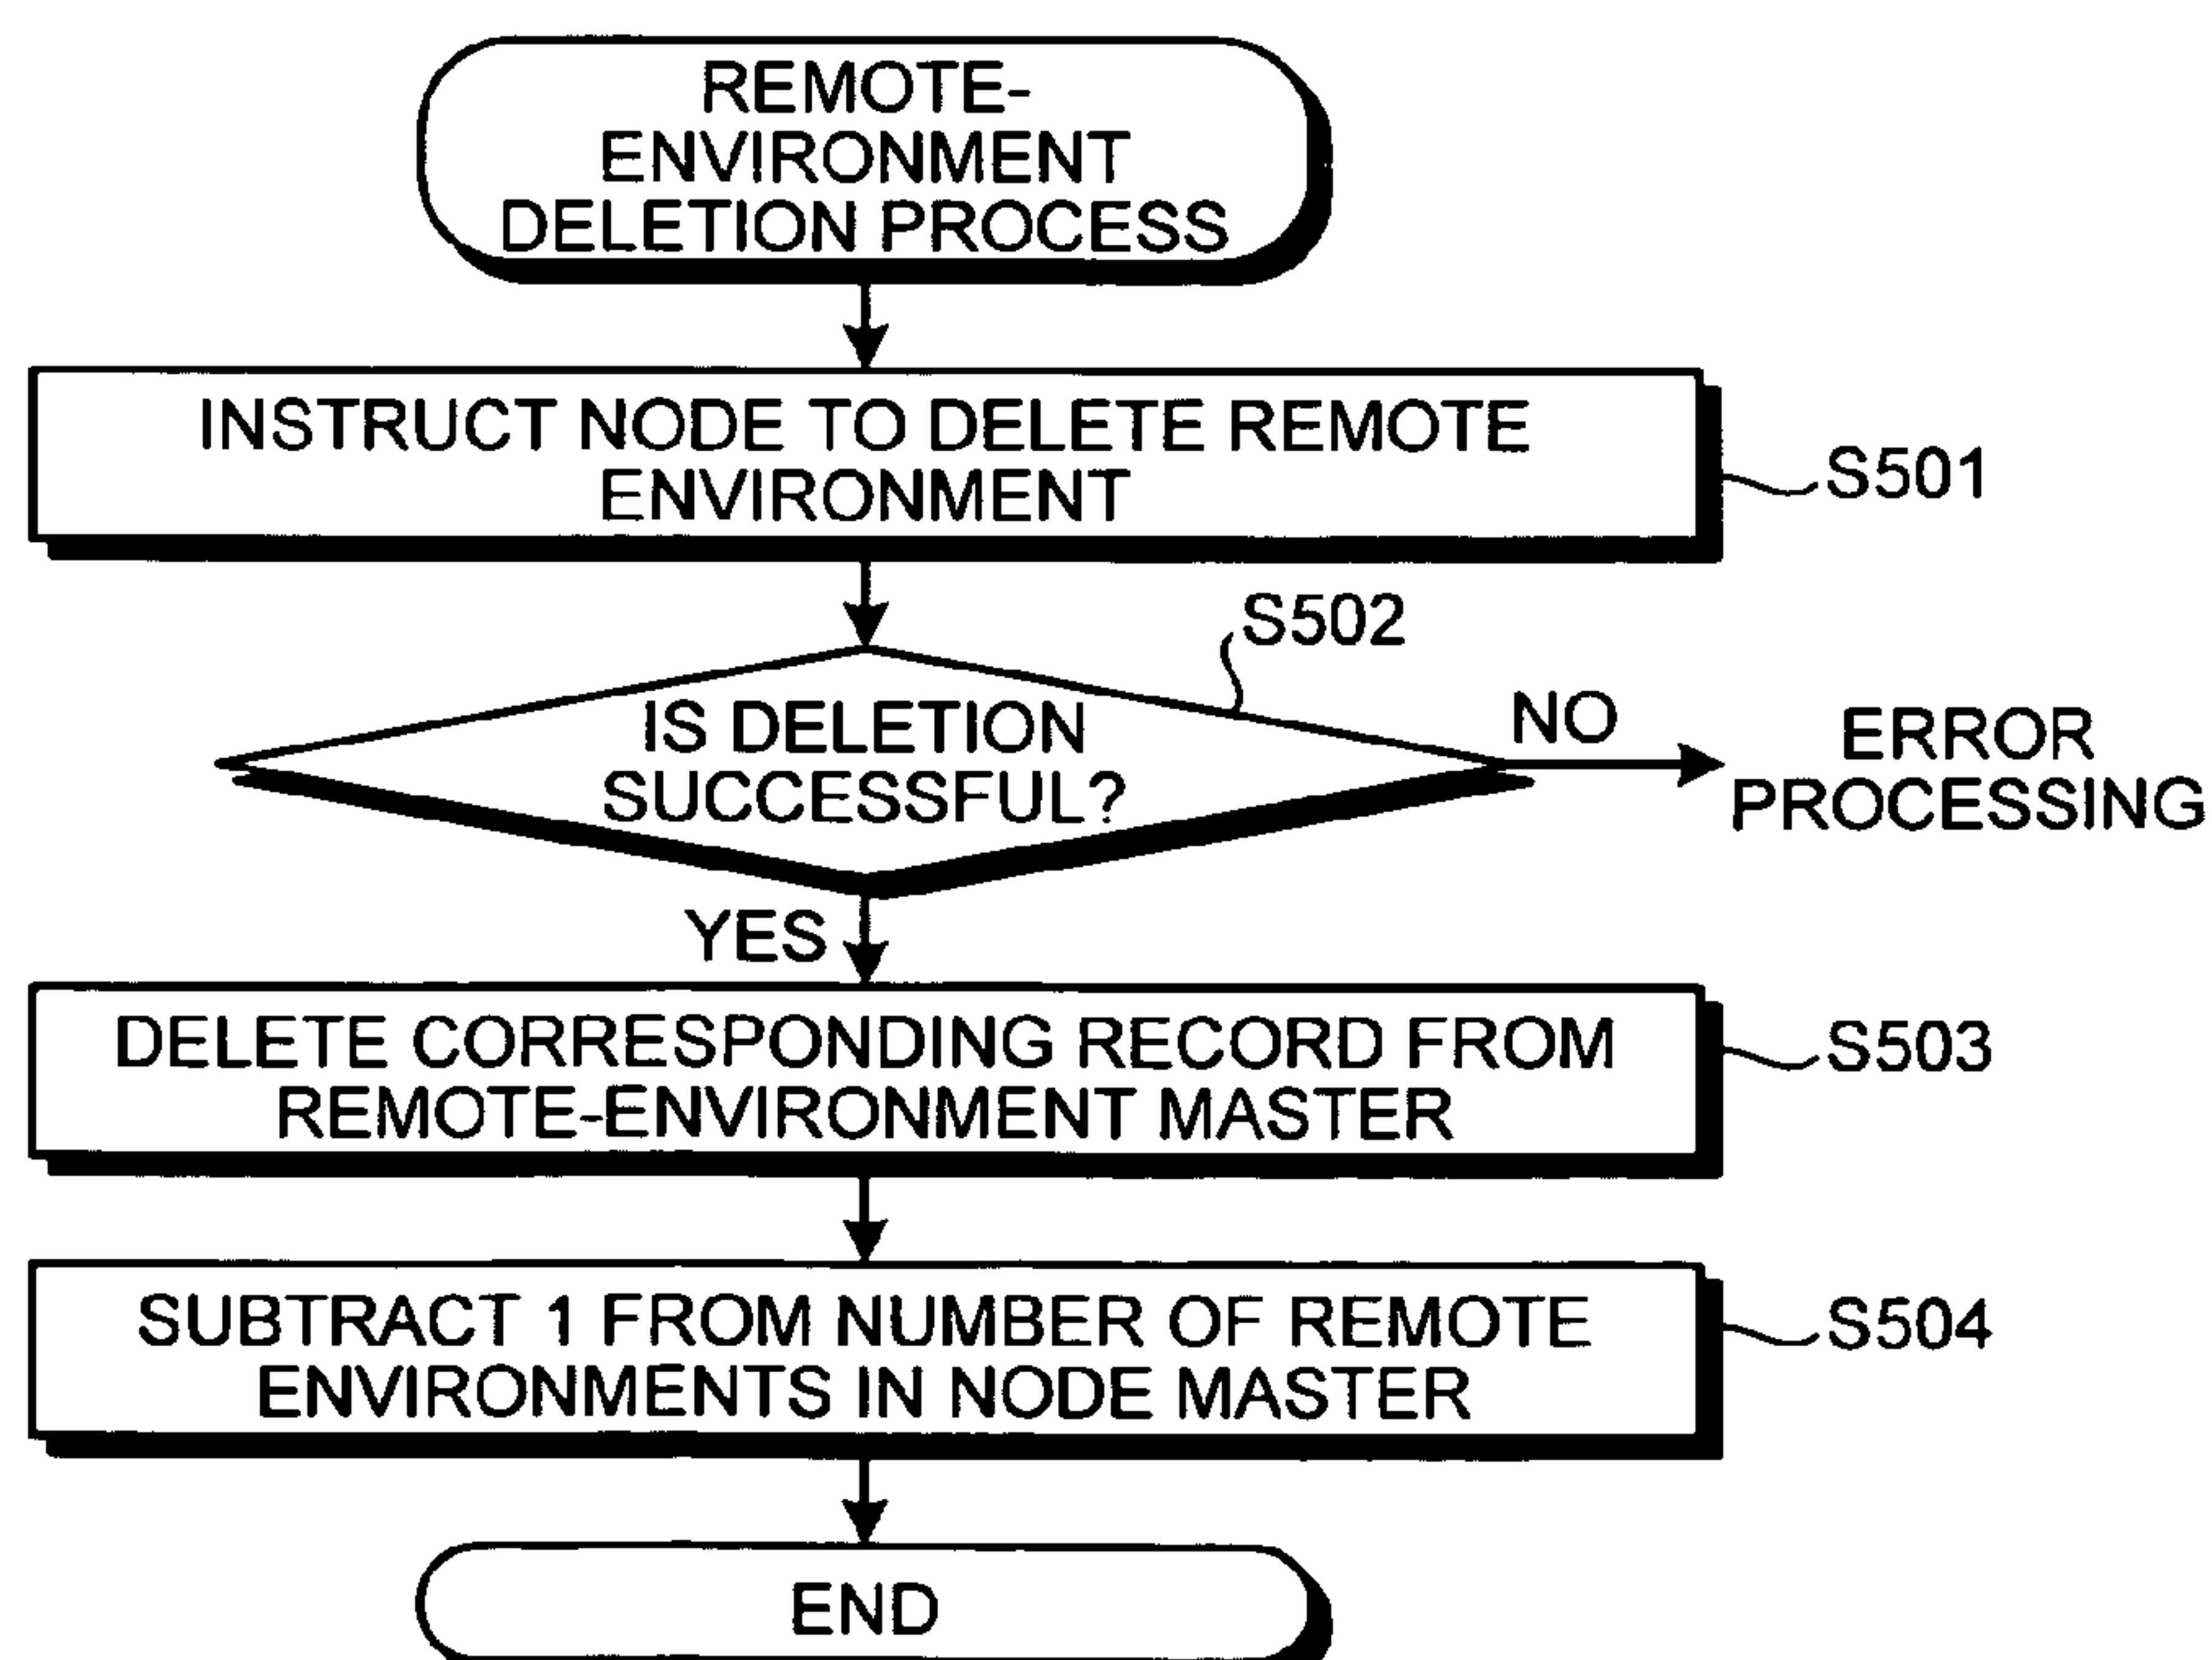 REMOTE-
ENVIRONMENT
DELETION PROCESS
INSTRUCT NODE TO DELETE REMOTE
ENVIRONMENT
S501
S502
IS DELETION
SUCCESSFUL?
NO
ERROR
PROCESSING
YES
DELETE CORRESPONDING RECORD FROM
REMOTE-ENVIRONMENT MASTER
S503
SUBTRACT 1 FROM NUMBER OF REMOTE
ENVIRONMENTS IN NODE MASTER
S504
END